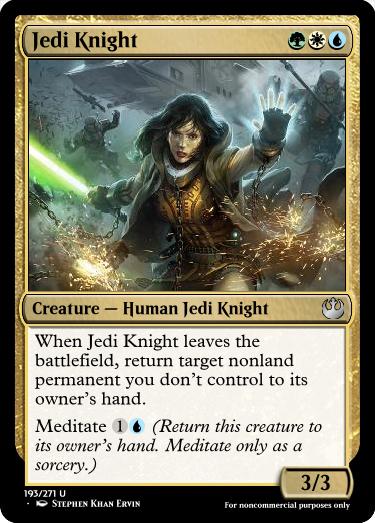 Jedi Knight
Creature — Human Jedi Knight
When Jedi Knight leaves the
battlefield, return target nonland
permanent you don't control to its
owner's hand.
Meditate 1 (Return this creature to
its owner's hand. Meditate only as a
sorcery.)
3/3
193/271 U
· Stephen Khan Ervin
For noncommercial purposes only